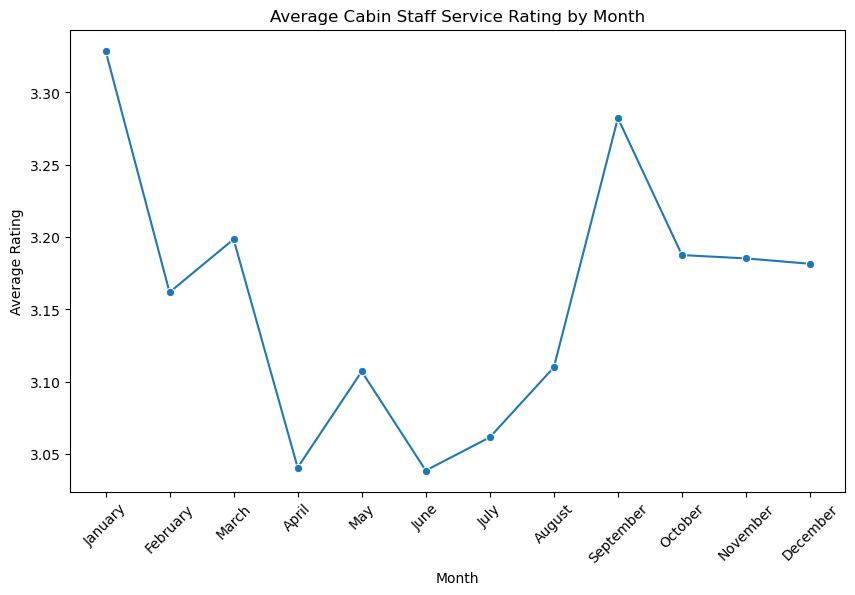 Average Cabin Staff Service Rating by Month
Average Rating
3.30
3.25
3.20
3.15
3.10
3.05
January
February
March
April
May
June
July
August
September
October
November
December
Month